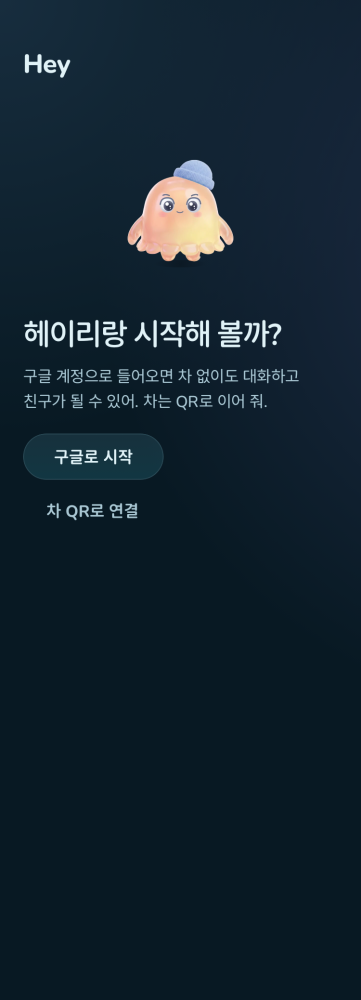 Hey
헤이리랑 시작해 볼까?
구글 계정으로 들어오면 차 없이도 대화하고
친구가 될 수 있어. 차는 QR로 이어 줘.
구글로 시작
차 QR로 연결